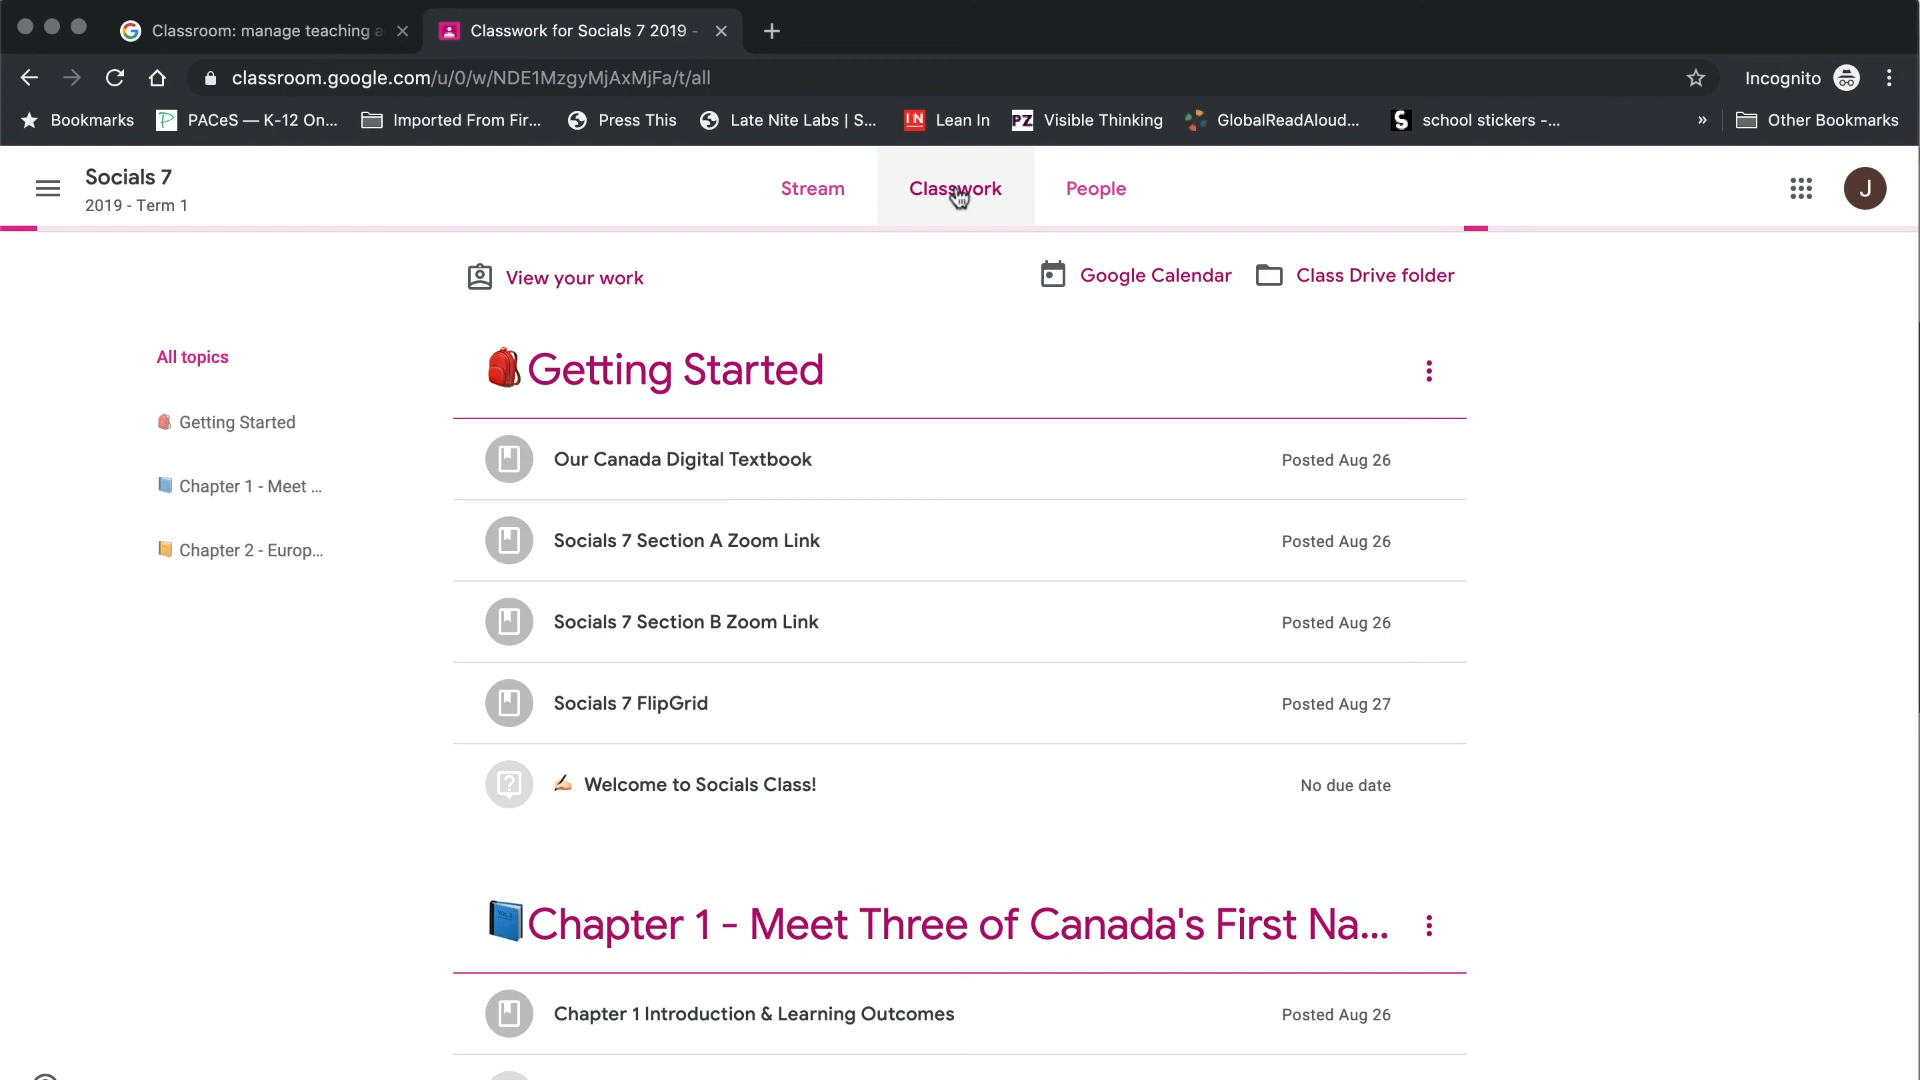 Classroom: manage teaching a
Classwork for Socials 7 2019 -
classroom.google.com/u/0/w/NDE1MzgyMjAxMjFa/t/all
Incognito
Bookmarks
PACeS — K-12 On...
Imported From Fir...
Press This
Late Nite Labs | S...
IN Lean In
PZ Visible Thinking
GlobalReadAloud...
S school stickers -...
»
Other Bookmarks
Socials 7
2019 - Term 1
Stream
Classwork
People
J
View your work
Google Calendar
Class Drive folder
All topics
Getting Started
Chapter 1 - Meet ...
Chapter 2 - Europ...
Getting Started
Our Canada Digital Textbook
Posted Aug 26
Socials 7 Section A Zoom Link
Posted Aug 26
Socials 7 Section B Zoom Link
Posted Aug 26
Socials 7 FlipGrid
Posted Aug 27
Welcome to Socials Class!
No due date
Chapter 1 - Meet Three of Canada's First Na...
Chapter 1 Introduction & Learning Outcomes
Posted Aug 26